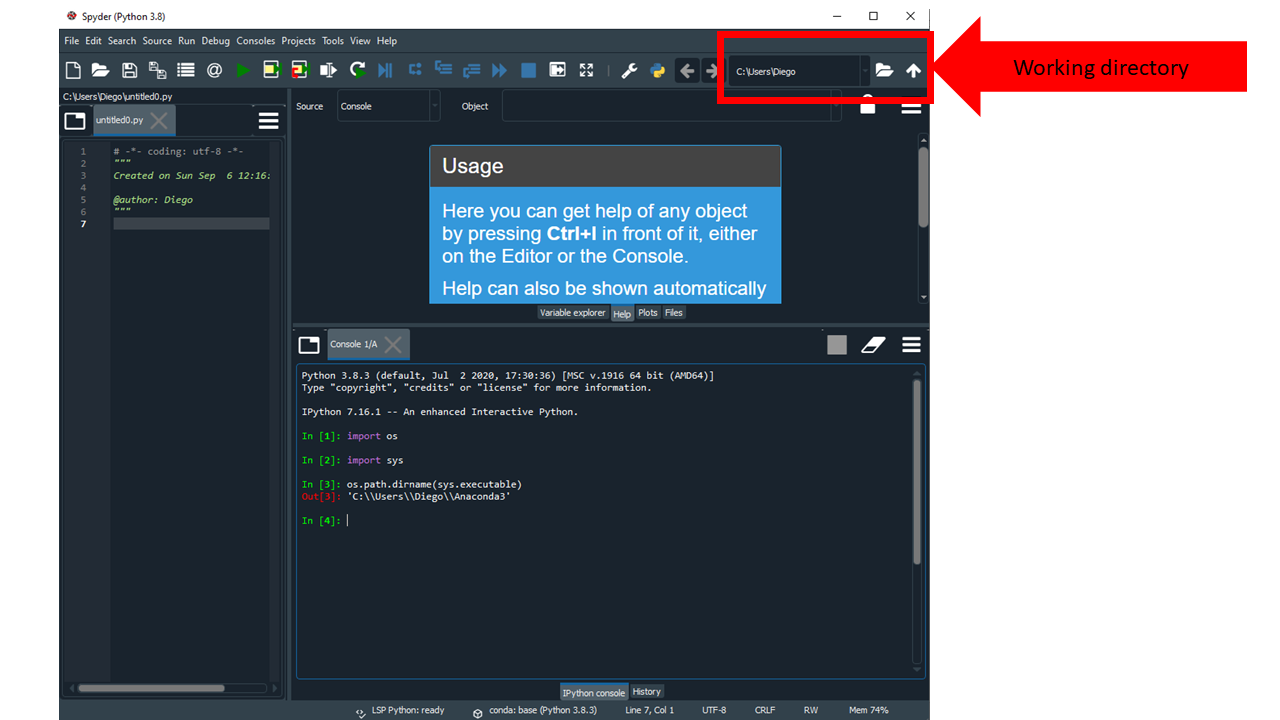 Spyder (Python 3.8)
File Edit Search Source Run Debug Consoles Projects Tools View Help
C:\Users\Diego
Working directory
C:\Users\Diego\untitled0.py
untitled0.py
Source Console Object
1 # -*- coding: utf-8 -*-
2 """
3 Created on Sun Sep  6 12:16:
4
5 @author: Diego
6 """
7
Usage
Here you can get help of any object
by pressing Ctrl+I in front of it, either
on the Editor or the Console.
Help can also be shown automatically
Variable explorer Help Plots Files
Console 1/A
Python 3.8.3 (default, Jul  2 2020, 17:30:36) [MSC v.1916 64 bit (AMD64)]
Type "copyright", "credits" or "license" for more information.
IPython 7.16.1 -- An enhanced Interactive Python.
In [1]: import os
In [2]: import sys
In [3]: os.path.dirname(sys.executable)
Out[3]: 'C:\\Users\\Diego\\Anaconda3'
In [4]:
IPython console History
LSP Python: ready conda: base (Python 3.8.3) Line 7, Col 1 UTF-8 CRLF RW Mem 74%